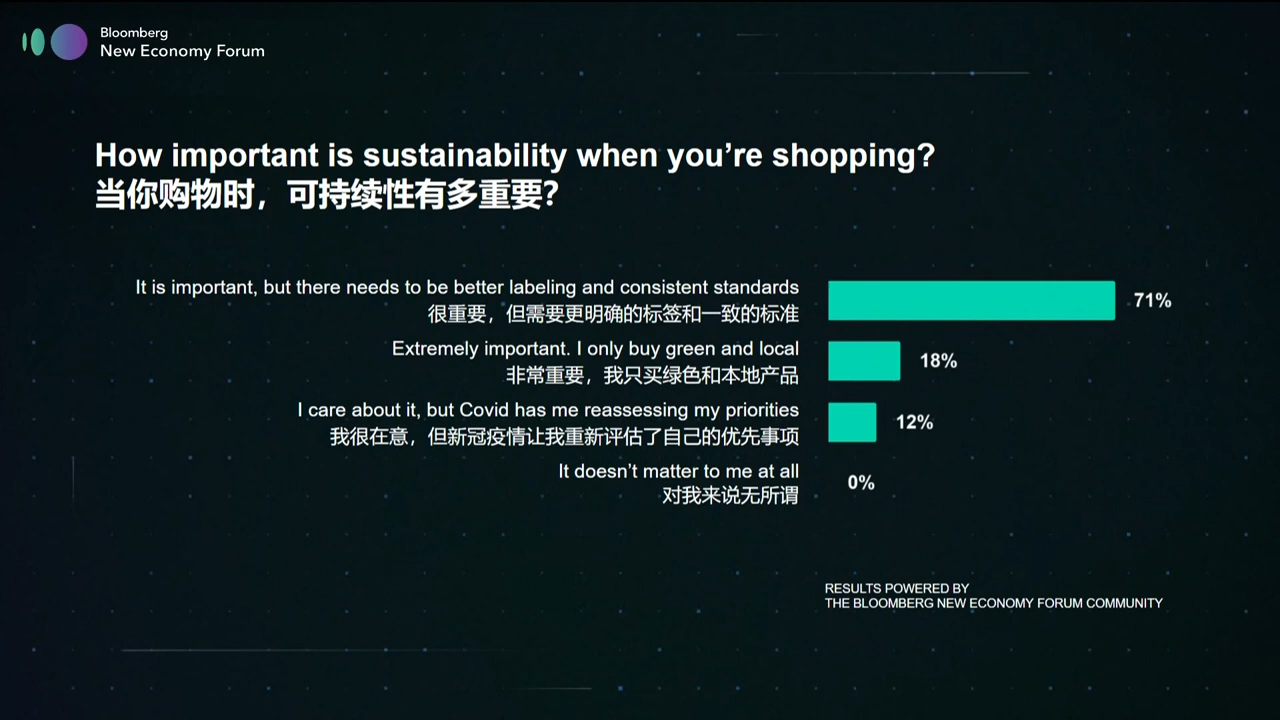 Bloomberg
New Economy Forum
How important is sustainability when you’re shopping?
当你购物时，可持续性有多重要？
It is important, but there needs to be better labeling and consistent standards
很重要，但需要更明确的标签和一致的标准
71%
Extremely important. I only buy green and local
非常重要，我只买绿色和本地产品
18%
I care about it, but Covid has me reassessing my priorities
我很在意，但新冠疫情让我重新评估了自己的优先事项
12%
It doesn’t matter to me at all
对我来说无所谓
0%
RESULTS POWERED BY
THE BLOOMBERG NEW ECONOMY FORUM COMMUNITY